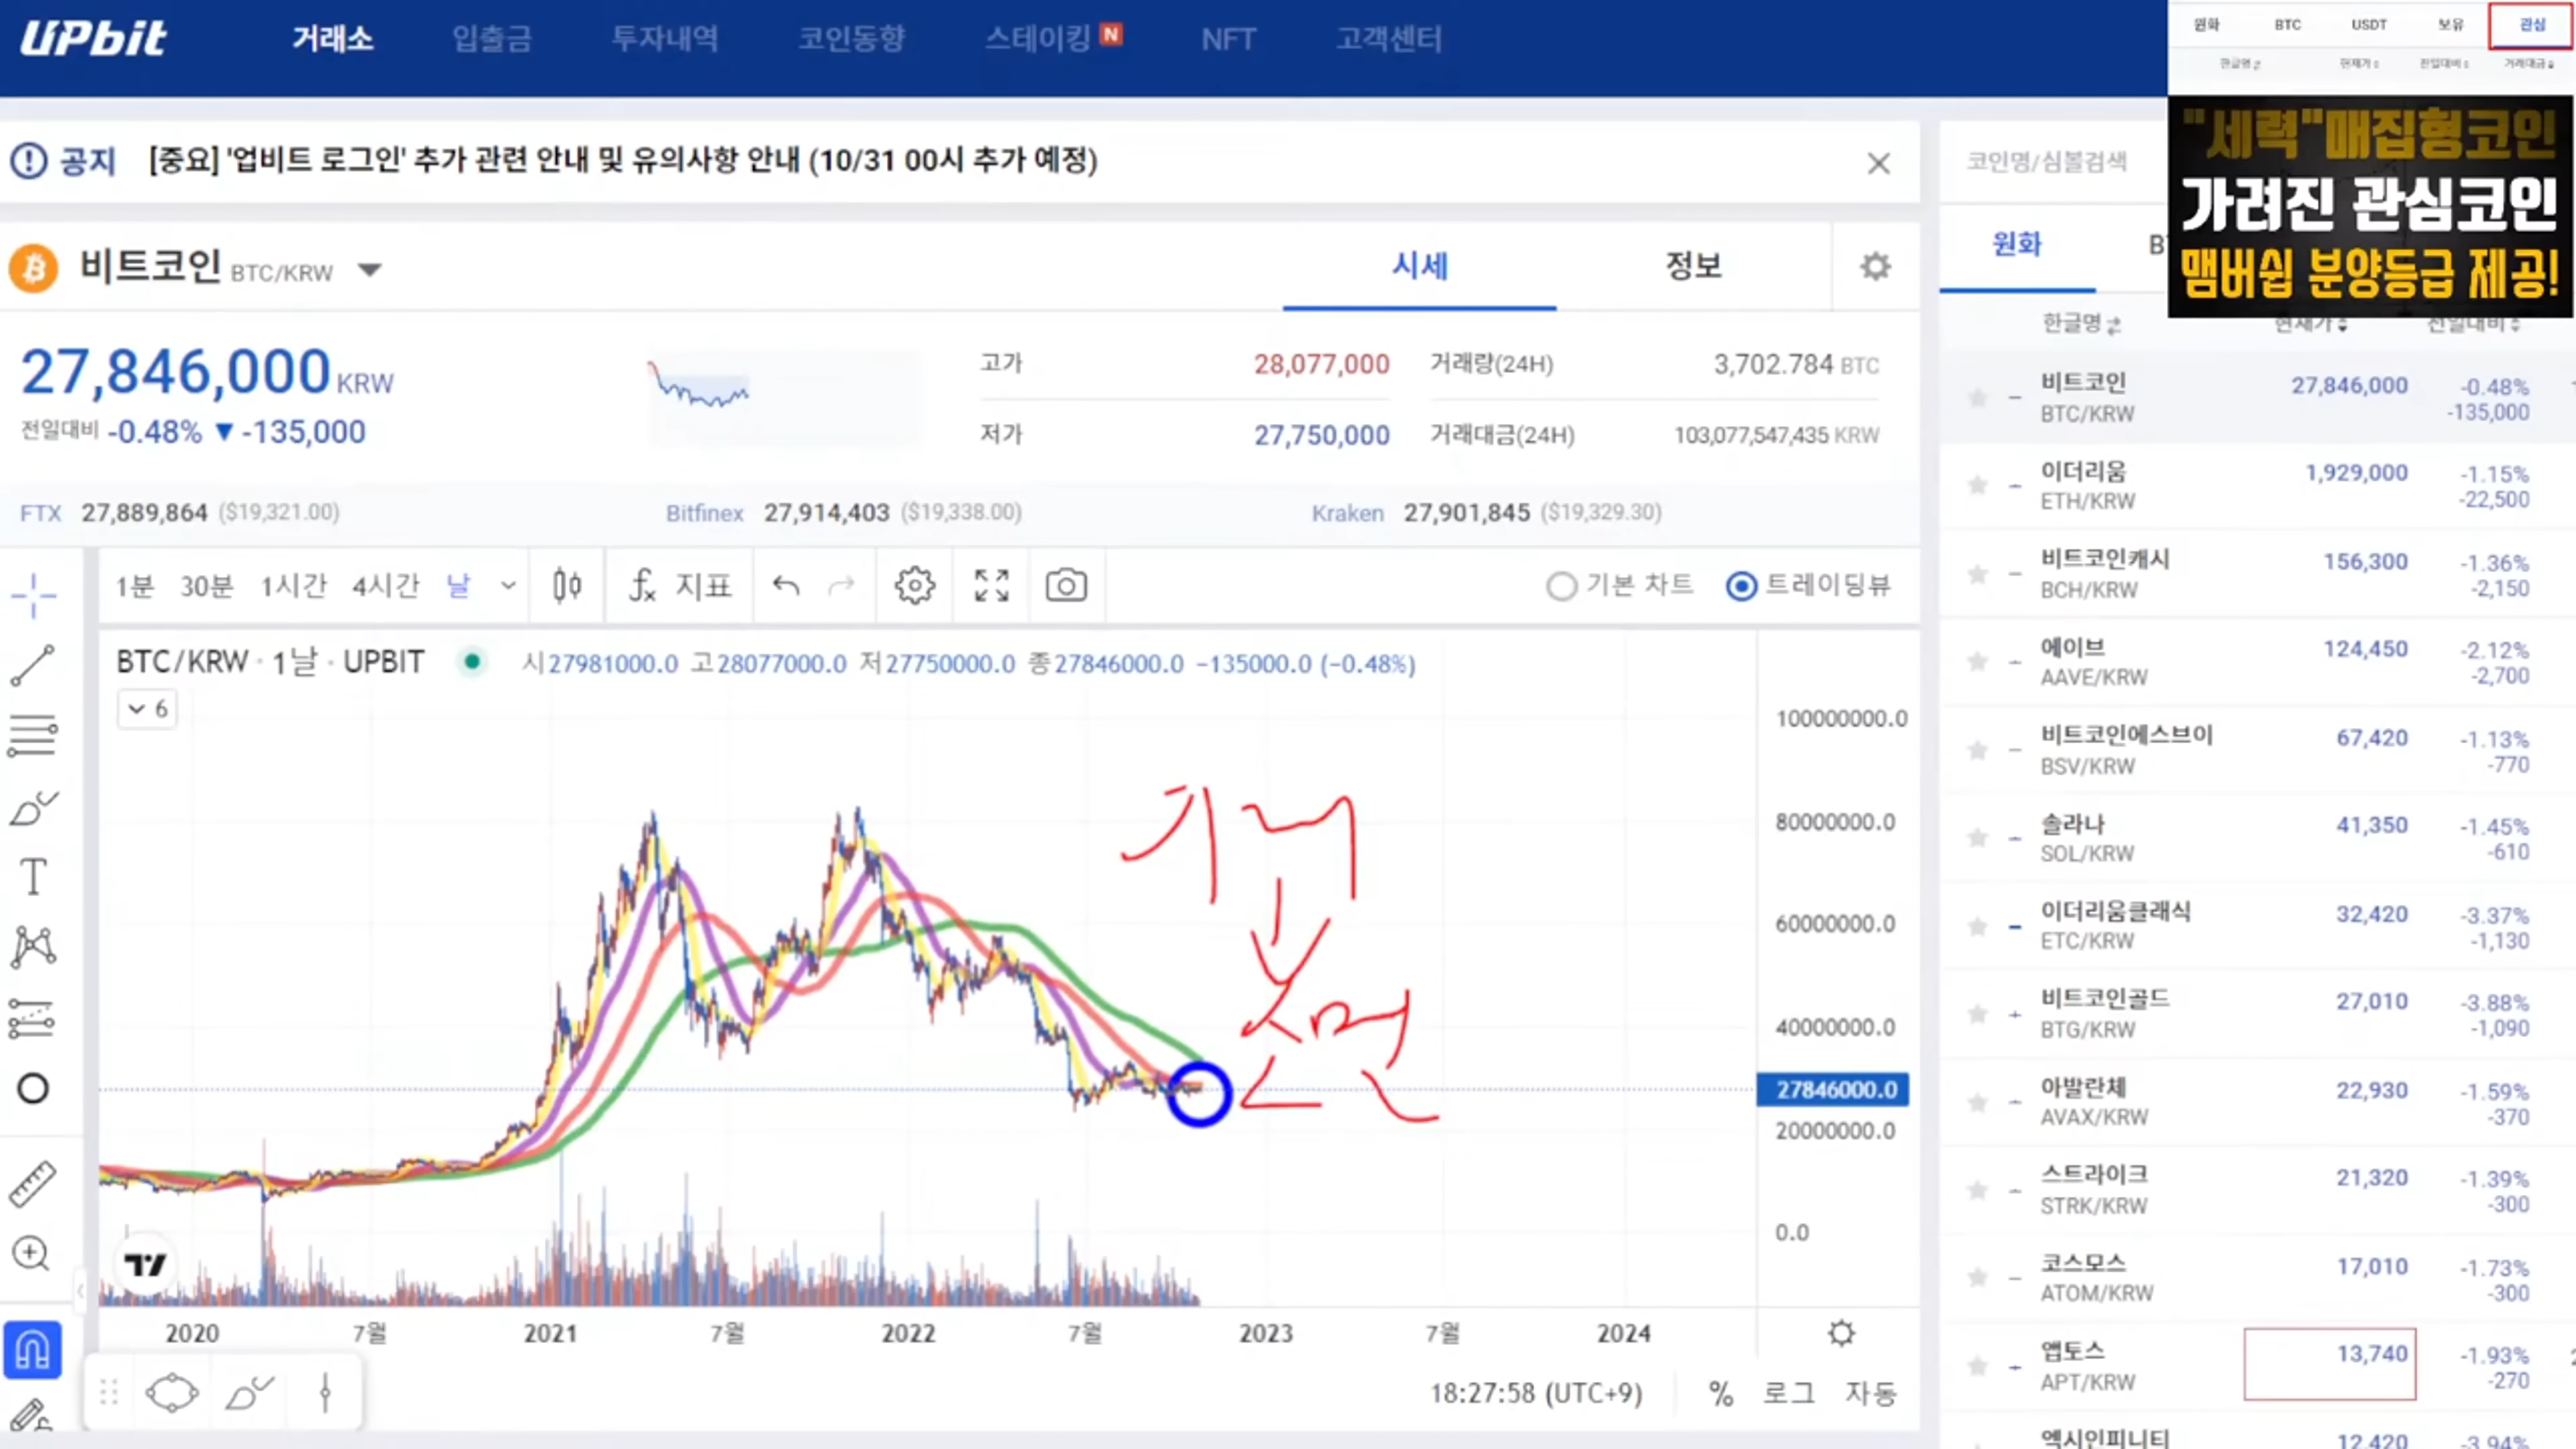 UPbit 거래소 입출금 투자내역 코인동향 스테이킹 N NFT 고객센터
원화 BTC USDT 보유 관심
한글명 현재가 전일대비 거래대금
"세력"매집형코인
가려진 관심코인
맴버쉽 분양등급 제공!
공지 [중요] '업비트 로그인' 추가 관련 안내 및 유의사항 안내 (10/31 00시 추가 예정)
비트코인 BTC/KRW 시세 정보
27,846,000 KRW
전일대비 -0.48% ▼ -135,000
고가 28,077,000 거래량(24H) 3,702.784 BTC
저가 27,750,000 거래대금(24H) 103,077,547,435 KRW
FTX 27,889,864 ($19,321.00) Bitfinex 27,914,403 ($19,338.00) Kraken 27,901,845 ($19,329.30)
1분 30분 1시간 4시간 날 fx 지표 기본 차트 트레이딩뷰
BTC/KRW · 1날 · UPBIT 시27981000.0 고28077000.0 저27750000.0 종27846000.0 −135000.0 (−0.48%)
6
T
100000000.0
80000000.0
60000000.0
40000000.0
27846000.0
20000000.0
0.0
2020 7월 2021 7월 2022 7월 2023 7월 2024
18:27:58 (UTC+9) % 로그 자동
코인명/심볼검색
원화
한글명 현재가 전일대비
비트코인 27,846,000 -0.48%
BTC/KRW -135,000
이더리움 1,929,000 -1.15%
ETH/KRW -22,500
비트코인캐시 156,300 -1.36%
BCH/KRW -2,150
에이브 124,450 -2.12%
AAVE/KRW -2,700
비트코인에스브이 67,420 -1.13%
BSV/KRW -770
솔라나 41,350 -1.45%
SOL/KRW -610
이더리움클래식 32,420 -3.37%
ETC/KRW -1,130
비트코인골드 27,010 -3.88%
BTG/KRW -1,090
아발란체 22,930 -1.59%
AVAX/KRW -370
스트라이크 21,320 -1.39%
STRK/KRW -300
코스모스 17,010 -1.73%
ATOM/KRW -300
앱토스 13,740 -1.93%
APT/KRW -270
엑시인피니티 12,420 -3.94%